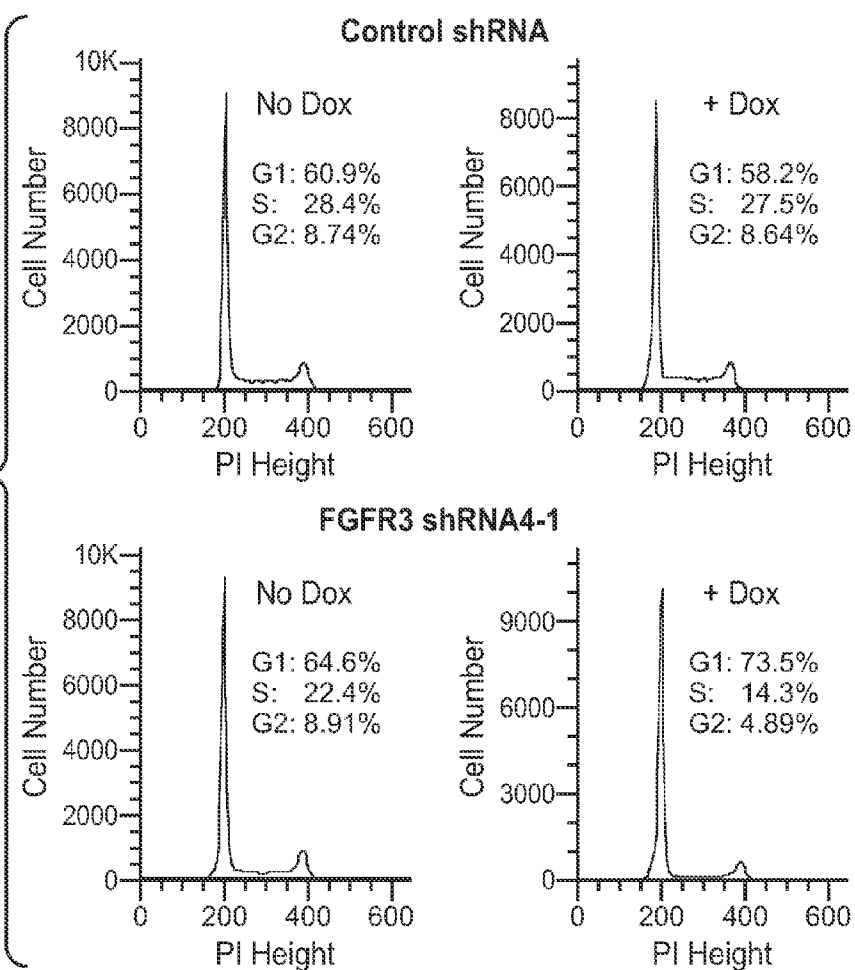 Control shRNA
No Dox
G1: 60.9%
S: 28.4%
G2: 8.74%
10K
8000
6000
4000
2000
0
Cell Number
0 200 400 600
PI Height
+ Dox
G1: 58.2%
S: 27.5%
G2: 8.64%
8000
6000
4000
2000
0
Cell Number
0 200 400 600
PI Height
FGFR3 shRNA4-1
No Dox
G1: 64.6%
S: 22.4%
G2: 8.91%
10K
8000
6000
4000
2000
0
Cell Number
0 200 400 600
PI Height
+ Dox
G1: 73.5%
S: 14.3%
G2: 4.89%
9000
6000
3000
0
Cell Number
0 200 400 600
PI Height